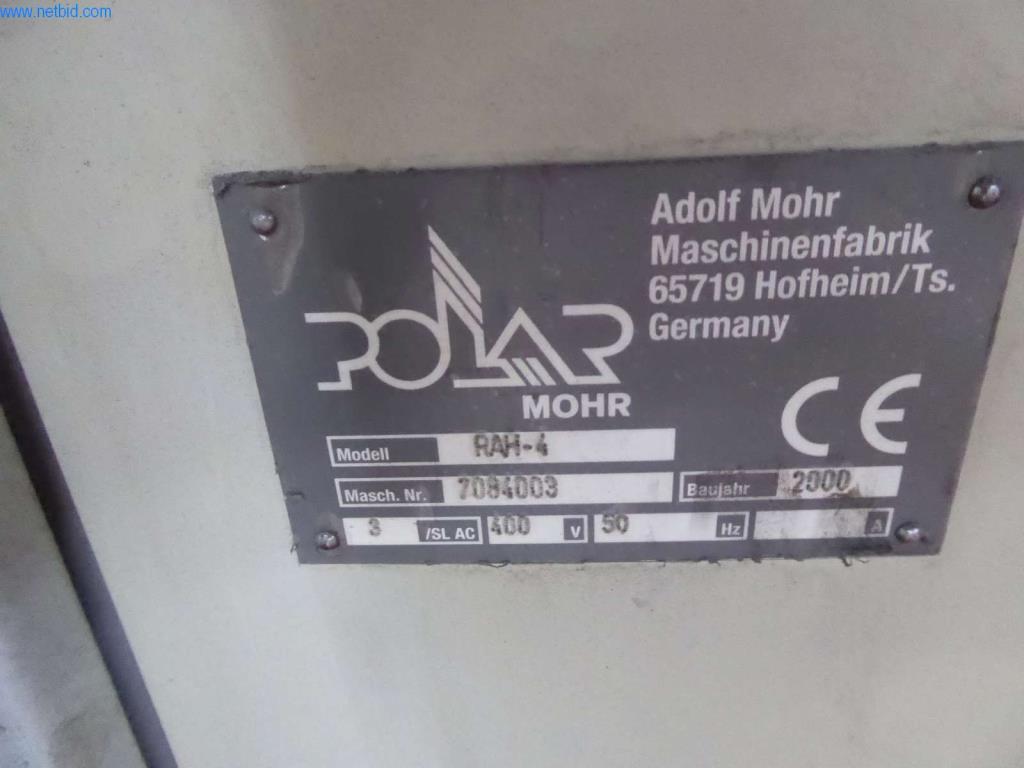 www.netbid.com
Adolf Mohr
Maschinenfabrik
65719 Hofheim/Ts.
Germany
POLAR
MOHR
CE
Modell RAH-4
Masch. Nr. 7084003 Baujahr 2000
3 /SL AC 400 V 50 Hz A